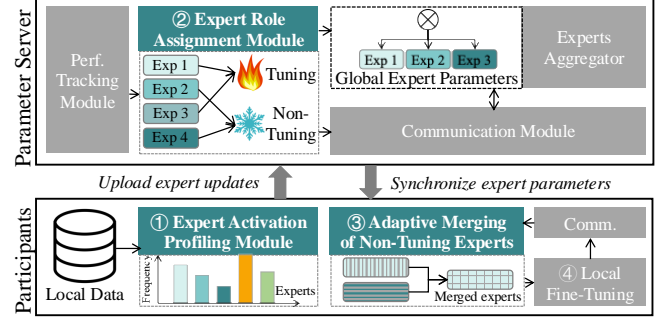 Parameter Server
Perf.
Tracking
Module
② Expert Role
Assignment Module
Exp 1
Exp 2
Exp 3
Exp 4
Tuning
Non-
Tuning
Exp 1
Exp 2
Exp 3
Global Expert Parameters
Experts
Aggregator
Communication Module
Upload expert updates
Synchronize expert parameters
Participants
Local Data
① Expert Activation
Profiling Module
Frequency
Experts
③ Adaptive Merging
of Non-Tuning Experts
Merged experts
Comm.
④ Local
Fine-Tuning